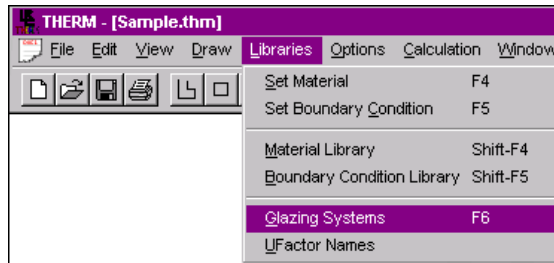 THERM - [Sample.thm]
File Edit View Draw Libraries Options Calculation Window
Set Material F4
Set Boundary Condition F5
Material Library Shift-F4
Boundary Condition Library Shift-F5
Glazing Systems F6
UFactor Names